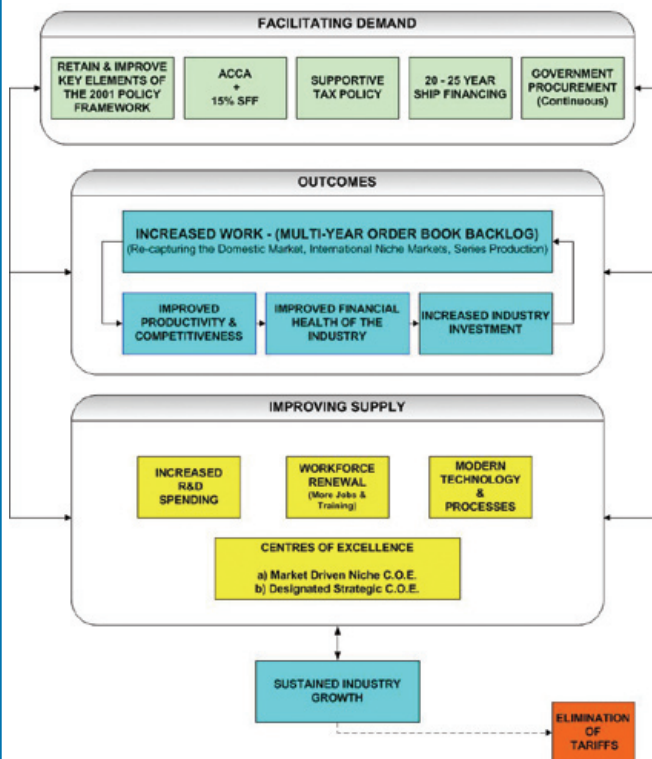 FACILITATING DEMAND
RETAIN & IMPROVE
KEY ELEMENTS OF
THE 2001 POLICY
FRAMEWORK
ACCA
+
15% SFF
SUPPORTIVE
TAX POLICY
20 - 25 YEAR
SHIP FINANCING
GOVERNMENT
PROCUREMENT
(Continuous)
OUTCOMES
INCREASED WORK - (MULTI-YEAR ORDER BOOK BACKLOG)
(Re-capturing the Domestic Market, International Niche Markets, Series Production)
IMPROVED
PRODUCTIVITY &
COMPETITIVENESS
IMPROVED FINANCIAL
HEALTH OF THE
INDUSTRY
INCREASED INDUSTRY
INVESTMENT
IMPROVING SUPPLY
INCREASED
R&D
SPENDING
WORKFORCE
RENEWAL
(More Jobs &
Training)
MODERN
TECHNOLOGY
&
PROCESSES
CENTRES OF EXCELLENCE
a) Market Driven Niche C.O.E.
b) Designated Strategic C.O.E.
SUSTAINED INDUSTRY
GROWTH
ELIMINATION
OF
TARIFFS